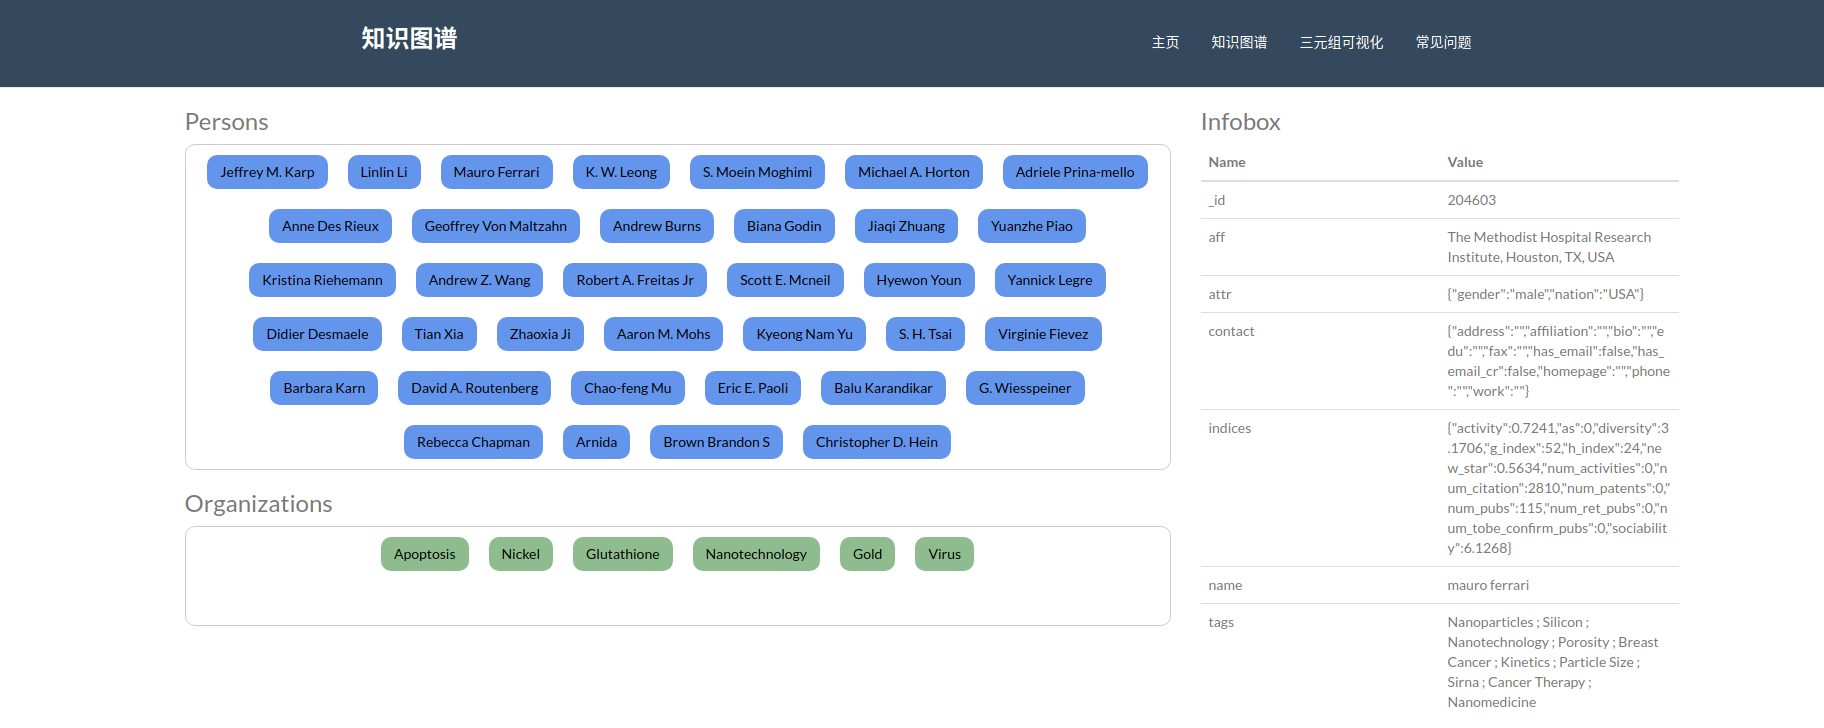 知识图谱
主页 知识图谱 三元组可视化 常见问题
Persons
Jeffrey M. Karp Linlin Li Mauro Ferrari K. W. Leong S. Moein Moghimi Michael A. Horton Adriele Prina-mello
Anne Des Rieux Geoffrey Von Maltzahn Andrew Burns Biana Godin Jiaqi Zhuang Yuanzhe Piao
Kristina Riehemann Andrew Z. Wang Robert A. Freitas Jr Scott E. Mcneil Hyewon Youn Yannick Legre
Didier Desmaele Tian Xia Zhaoxia Ji Aaron M. Mohs Kyeong Nam Yu S. H. Tsai Virginie Fievez
Barbara Karn David A. Routenberg Chao-feng Mu Eric E. Paoli Balu Karandikar G. Wiesspeiner
Rebecca Chapman Arnida Brown Brandon S Christopher D. Hein
Organizations
Apoptosis Nickel Glutathione Nanotechnology Gold Virus
Infobox
Name Value
_id 204603
aff The Methodist Hospital Research
Institute, Houston, TX, USA
attr {"gender":"male","nation":"USA"}
contact {"address":"","affiliation":"","bio":"","e
du":"","fax":"","has_email":false,"has_
email_cr":false,"homepage":"","phone
":"","work":""}
indices {"activity":0.7241,"as":0,"diversity":3
.1706,"g_index":52,"h_index":24,"ne
w_star":0.5634,"num_activities":0,"n
um_citation":2810,"num_patents":0,"
num_pubs":115,"num_ret_pubs":0,"n
um_tobe_confirm_pubs":0,"sociabilit
y":6.1268}
name mauro ferrari
tags Nanoparticles ; Silicon ;
Nanotechnology ; Porosity ; Breast
Cancer ; Kinetics ; Particle Size ;
Sirna ; Cancer Therapy ;
Nanomedicine